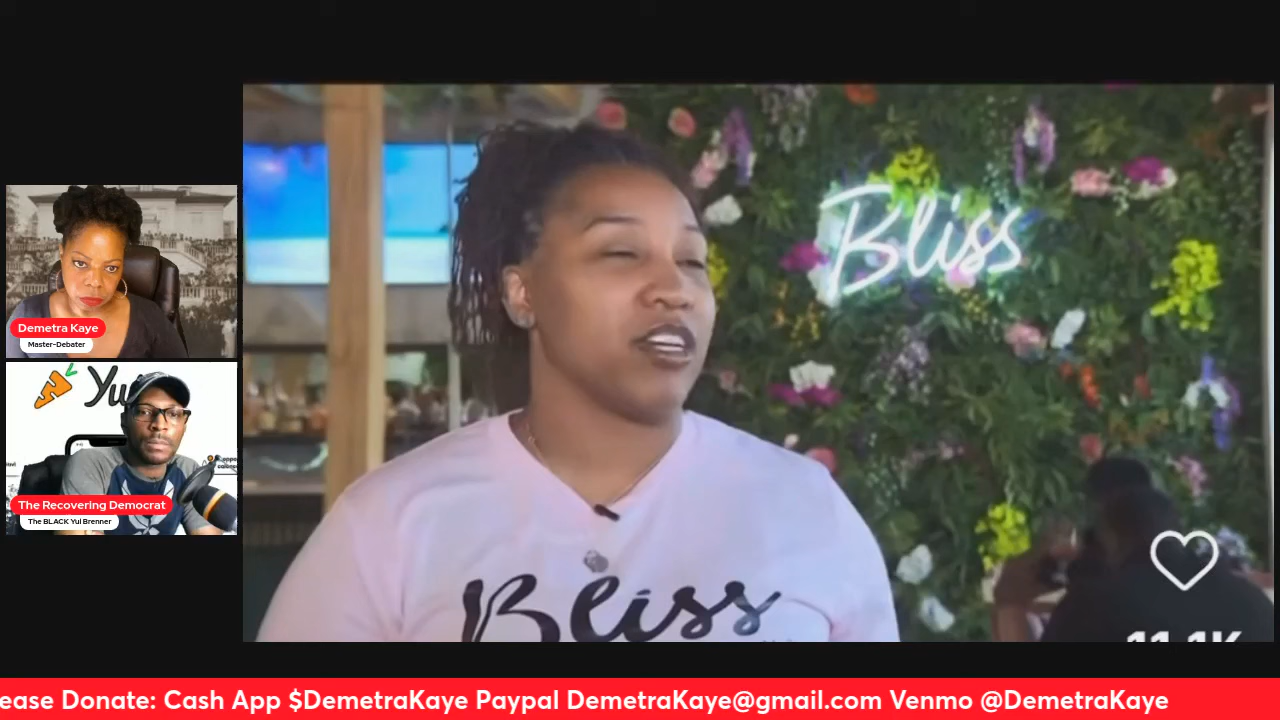 Bliss
Demetra Kaye
Master-Debater
Yul
The Recovering Democrat
The BLACK Yul Brenner
Bliss
ease Donate: Cash App $DemetraKaye Paypal DemetraKaye@gmail.com Venmo @DemetraKaye